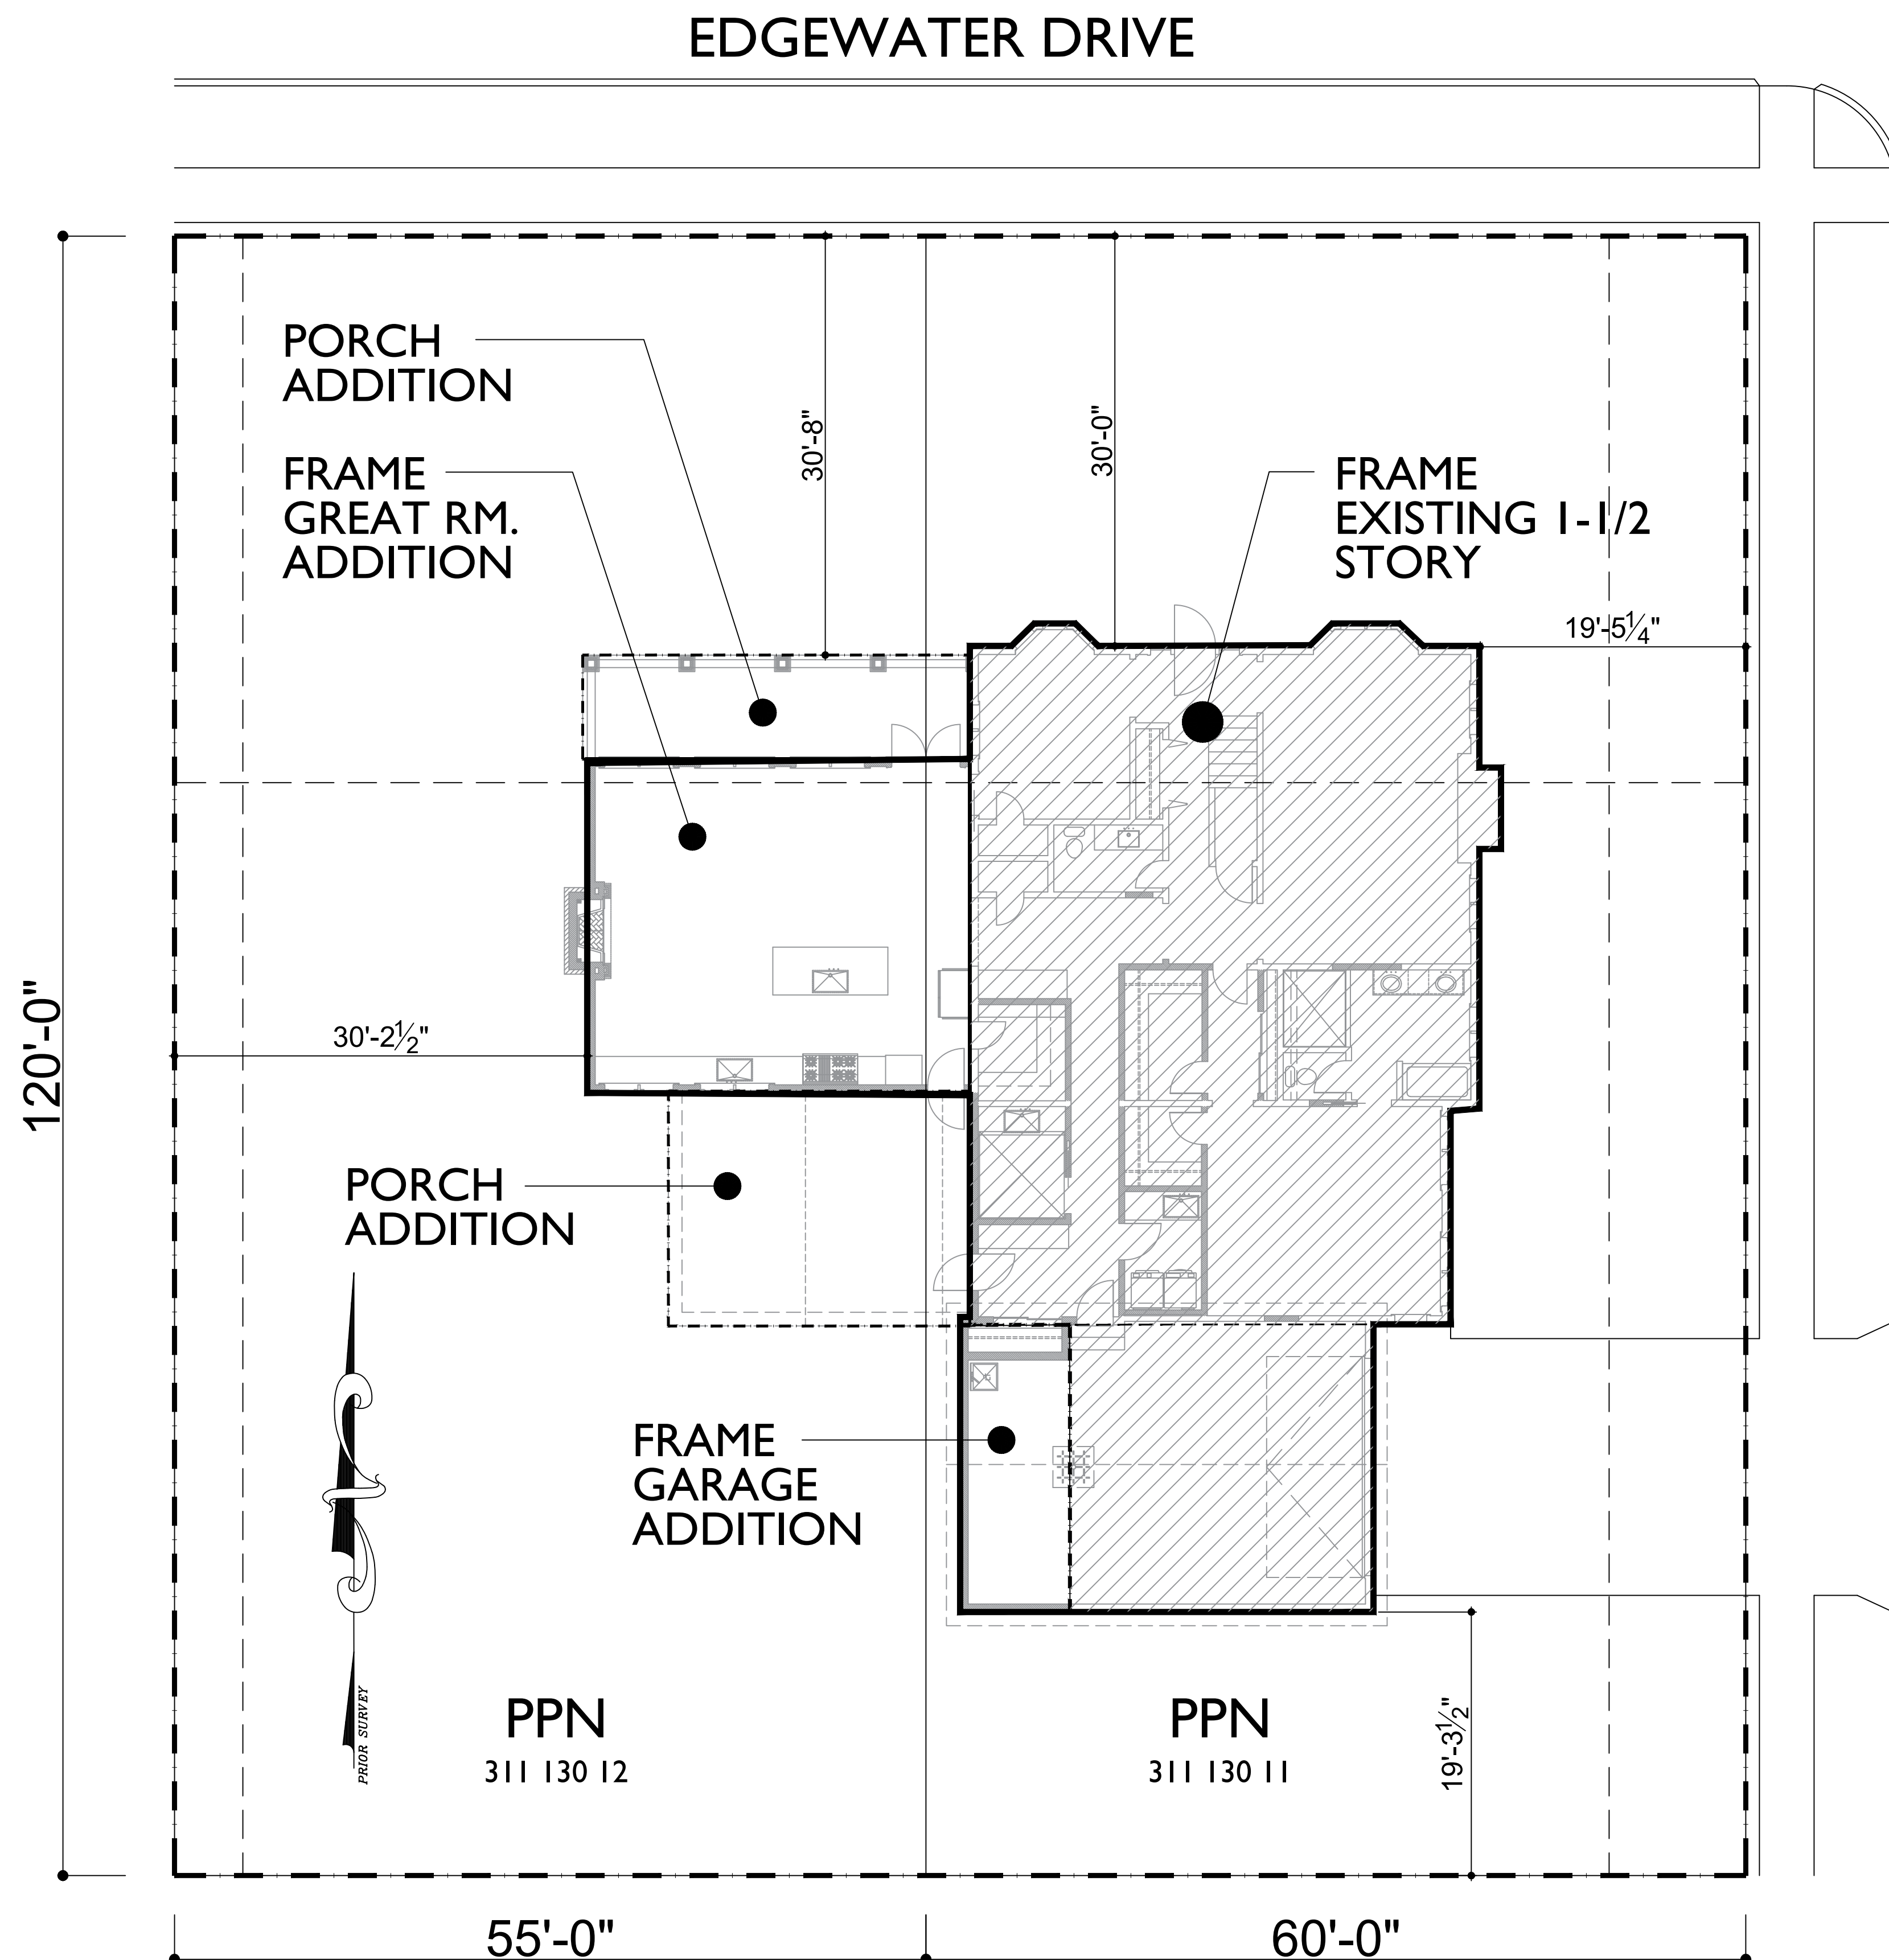 EDGEWATER DRIVE
PORCH
ADDITION
30'-8"
30'-0"
FRAME
GREAT RM.
ADDITION
FRAME
EXISTING 1-1/2
STORY
19'-5¼"
120'-0"
30'-2½"
PORCH
ADDITION
FRAME
GARAGE
ADDITION
PRIOR SURVEY
PPN
311 130 12
PPN
311 130 11
19'-3½"
55'-0"
60'-0"